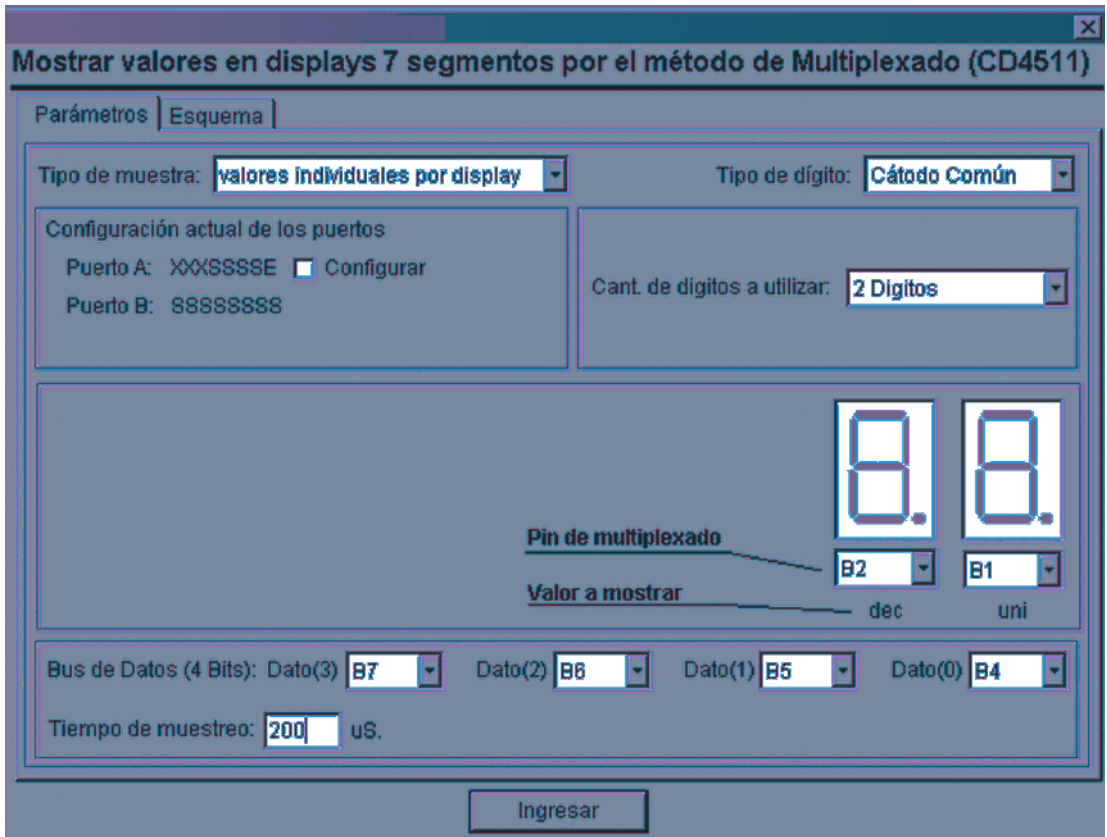 Mostrar valores en displays 7 segmentos por el método de Multiplexado (CD4511)
Parámetros Esquema
Tipo de muestra: valores individuales por display Tipo de dígito: Cátodo Común
Configuración actual de los puertos
Puerto A: XXXSSSSE Configurar
Puerto B: SSSSSSSS
Cant. de digitos a utilizar: 2 Digitos
Pin de multiplexado
B2 B1
Valor a mostrar
dec uni
Bus de Datos (4 Bits): Dato(3) B7 Dato(2) B6 Dato(1) B5 Dato(0) B4
Tiempo de muestreo: 200 uS.
Ingresar